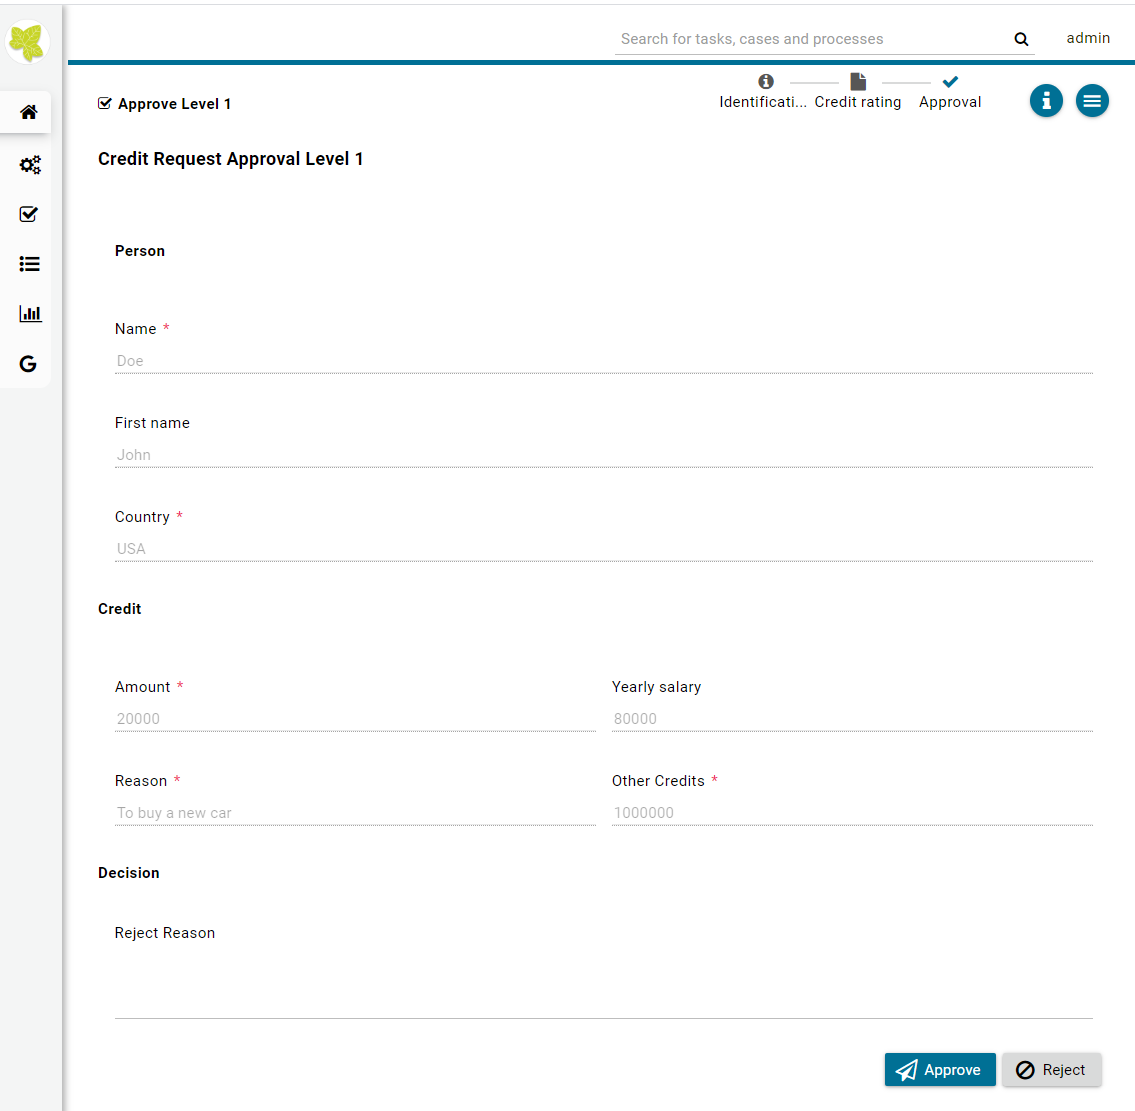 Search for tasks, cases and processes
admin
Approve Level 1
Identificati...
Credit rating
Approval
Credit Request Approval Level 1
Person
Name *
Doe
First name
John
Country *
USA
Credit
Amount *
Yearly salary
20000
80000
Reason *
Other Credits *
To buy a new car
1000000
Decision
Reject Reason
Approve
Reject